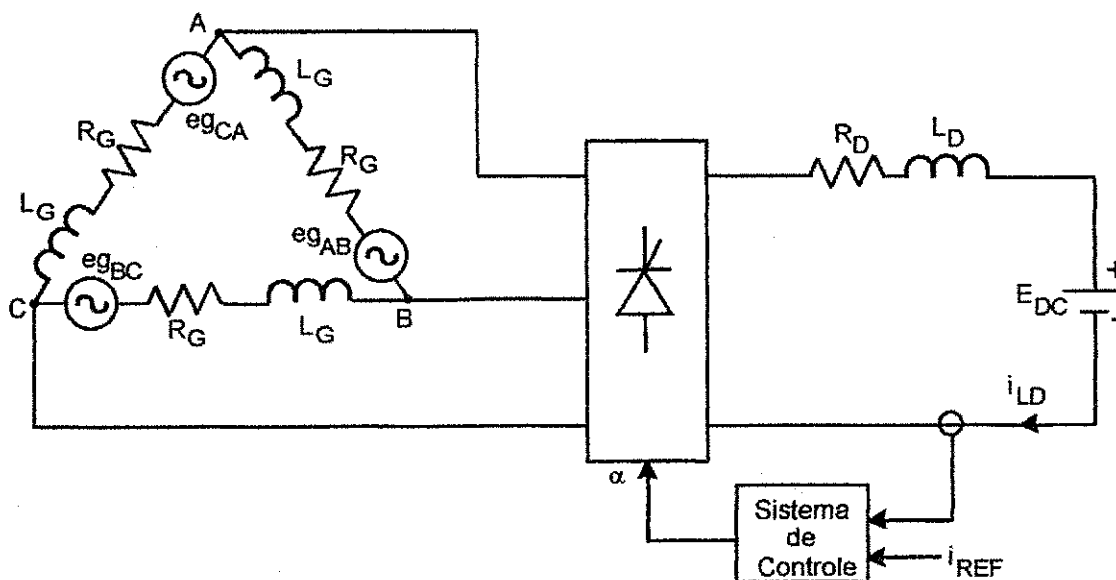 A
L_G
eg_CA
R_G
R_G
L_G
eg_AB
eg_BC
C
R_G
L_G
B
R_D
L_D
+
E_DC
-
i_LD
α
Sistema
de
Controle
i_REF